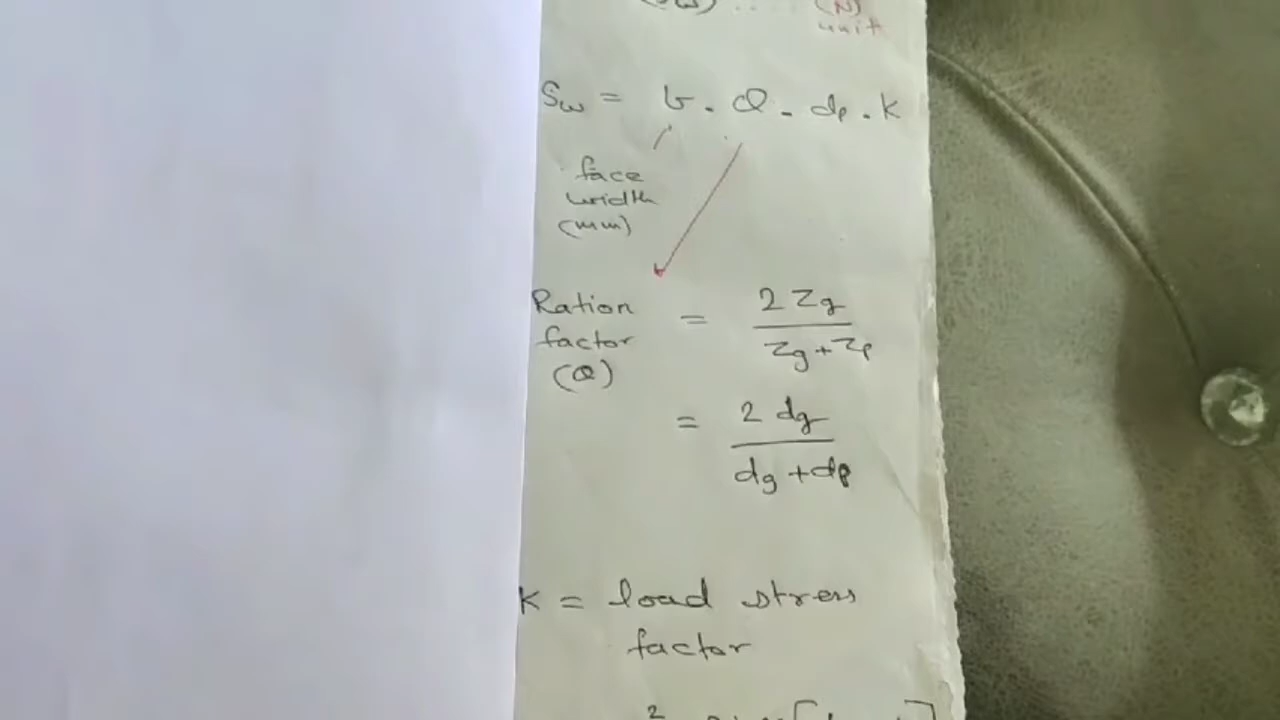 (N)
unit
Sw = b . Q . dp . K
face
width
(mm)
Ration factor (Q) = 2 Zg / Zg + Zp
= 2 dg / dg + dp
K = load stress
factor